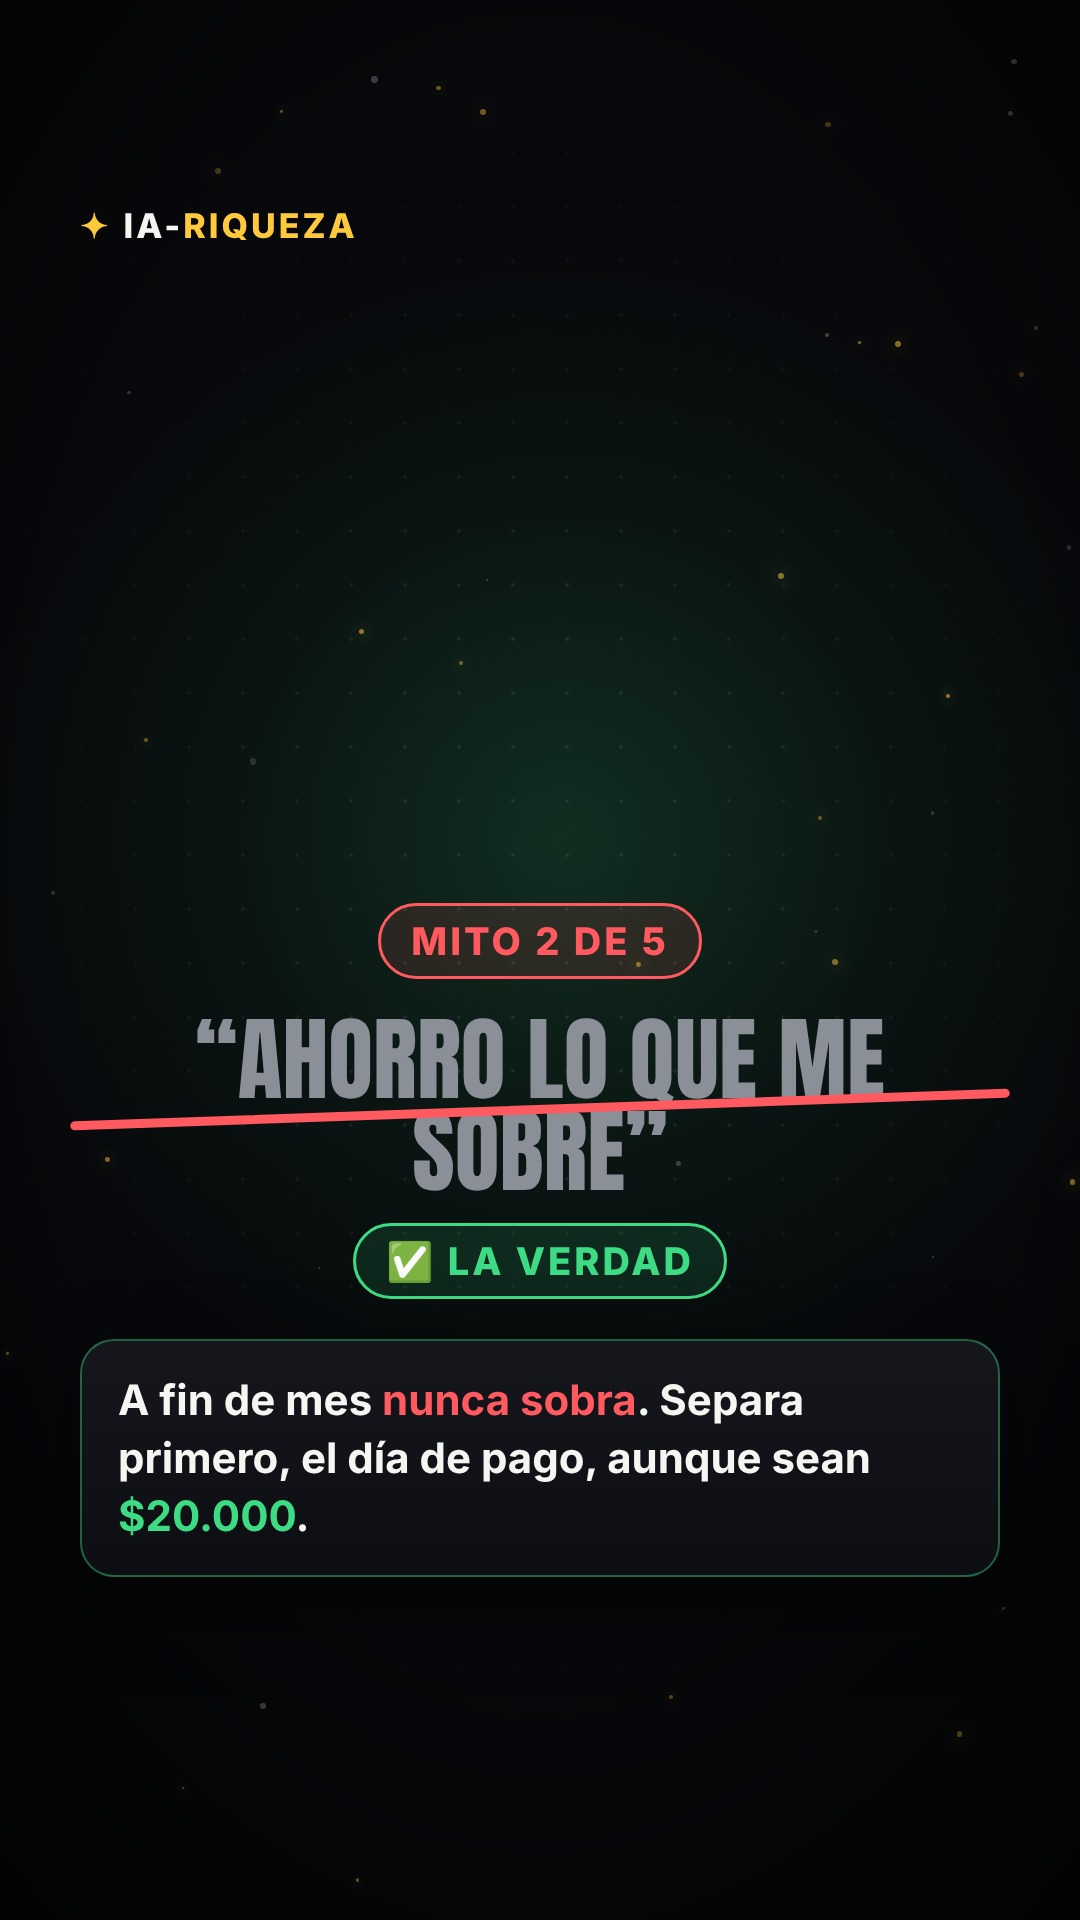 ✦ IA-RIQUEZA
MITO 2 DE 5
“AHORRO LO QUE ME
SOBRE”
✅ LA VERDAD
A fin de mes nunca sobra. Separa
primero, el día de pago, aunque sean
$20.000.